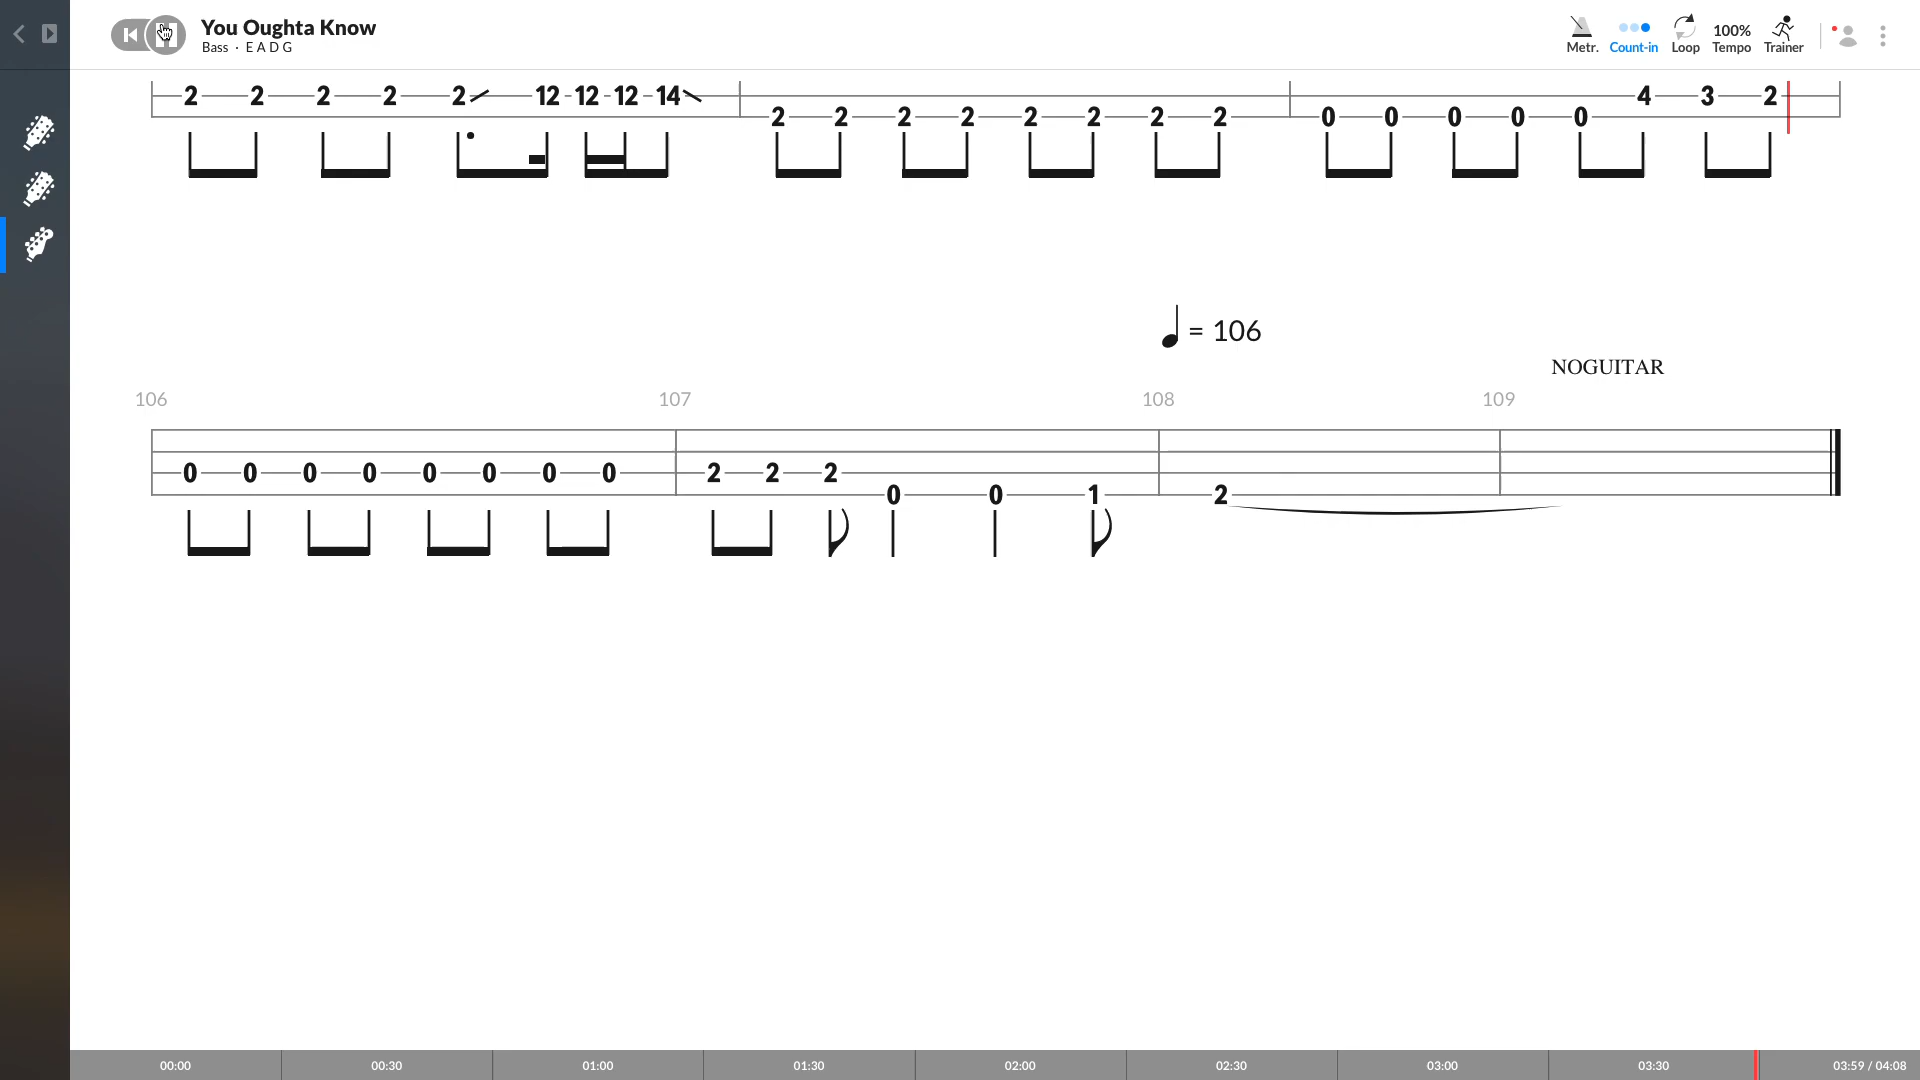 You Oughta Know
Bass · E A D G
Metr. Count-in Loop 100% Tempo Trainer
2 2 2 2 2 12 12 12 14 4 3 2
2 2 2 2 2 2 2 2 0 0 0 0 0
= 106
NOGUITAR
106 107 108 109
0 0 0 0 0 0 0 0 2 2 2
0 0 1 2
00:00 00:30 01:00 01:30 02:00 02:30 03:00 03:30 03:59 / 04:08